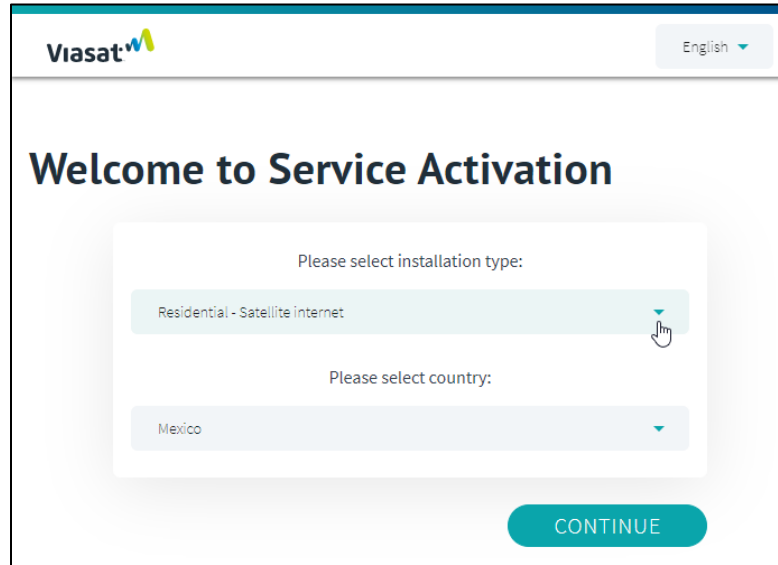 Viasat
English
Welcome to Service Activation
Please select installation type:
Residential - Satellite internet
Please select country:
Mexico
CONTINUE